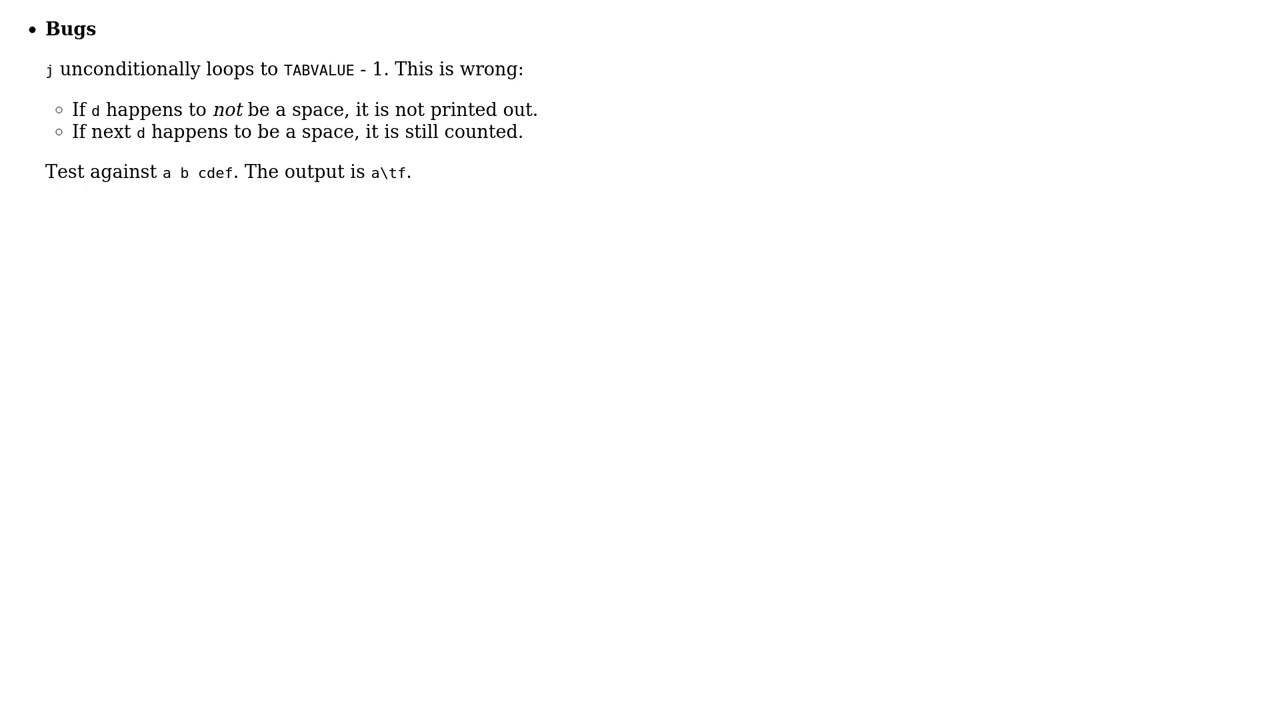 • Bugs
j unconditionally loops to TABVALUE - 1. This is wrong:
○ If d happens to not be a space, it is not printed out.
○ If next d happens to be a space, it is still counted.
Test against a b cdef. The output is a\tf.